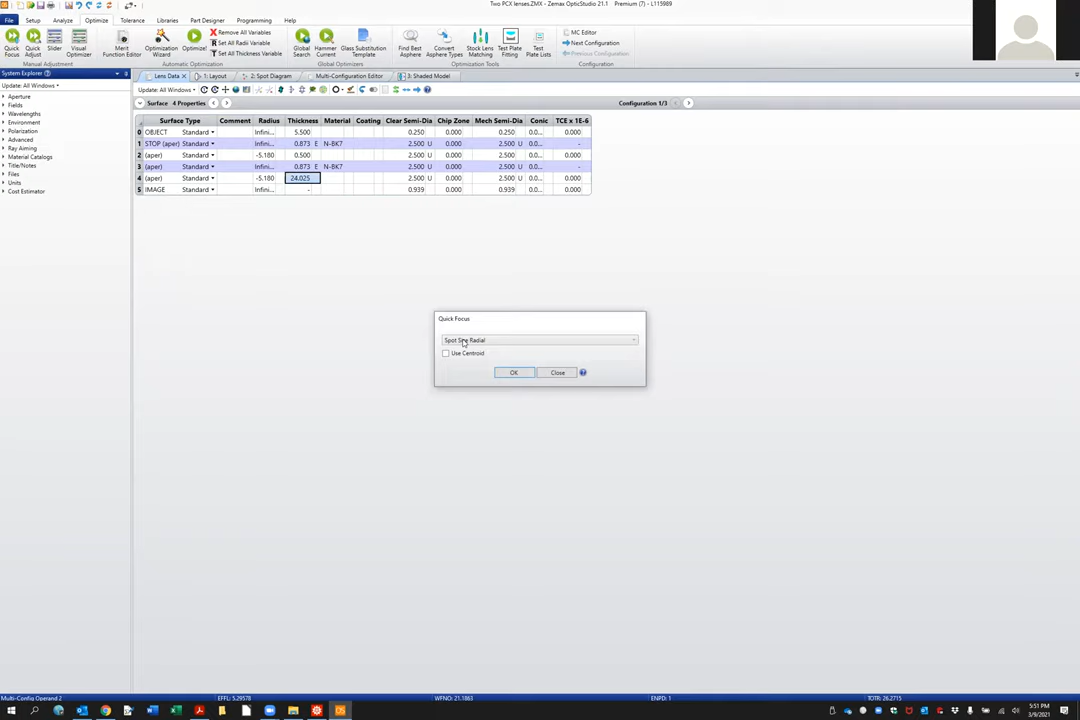 Two PCX lenses.ZMX - Zemax OpticStudio 21.1 Premium (7) - L115989
File Setup Analyze Optimize Tolerance Libraries Part Designer Programming Help
Quick Focus Quick Adjust Slider Visual Optimizer Merit Function Editor Optimization Wizard Optimize! Remove All Variables Set All Radii Variable Set All Thickness Variable Global Search Hammer Current Glass Substitution Template Find Best Asphere Convert Asphere Types Stock Lens Matching Test Plate Fitting Test Plate Lists MC Editor Next Configuration Previous Configuration
Manual Adjustment Automatic Optimization Global Optimizers Optimization Tools Configuration
System Explorer Lens Data 1: Layout 2: Spot Diagram Multi-Configuration Editor 3: Shaded Model
Update: All Windows
Update: All Windows
Aperture
Fields
Wavelengths
Environment
Polarization
Advanced
Ray Aiming
Material Catalogs
Title/Notes
Files
Units
Cost Estimator
Surface 4 Properties Configuration 1/3
Surface Type Comment Radius Thickness Material Coating Clear Semi-Dia Chip Zone Mech Semi-Dia Conic TCE x 1E-6
0 OBJECT Standard Infini... 5.500 0.250 0.000 0.250 0.0... 0.000
1 STOP (aper) Standard Infini... 0.873 E N-BK7 2.500 U 0.000 2.500 U 0.0... -
2 (aper) Standard -5.180 0.500 2.500 U 0.000 2.500 U 0.0... 0.000
3 (aper) Standard Infini... 0.873 E N-BK7 2.500 U 0.000 2.500 U 0.0... -
4 (aper) Standard -5.180 24.025 2.500 U 0.000 2.500 U 0.0... 0.000
5 IMAGE Standard Infini... - 0.939 0.000 0.939 0.0... 0.000
Quick Focus
Spot Size Radial
Use Centroid
OK Close
Multi-Config Operand 2 EFFL: 5.29578 WFNO: 21.1863 ENPD: 1 TOTR: 26.2715
5:51 PM
3/9/2021